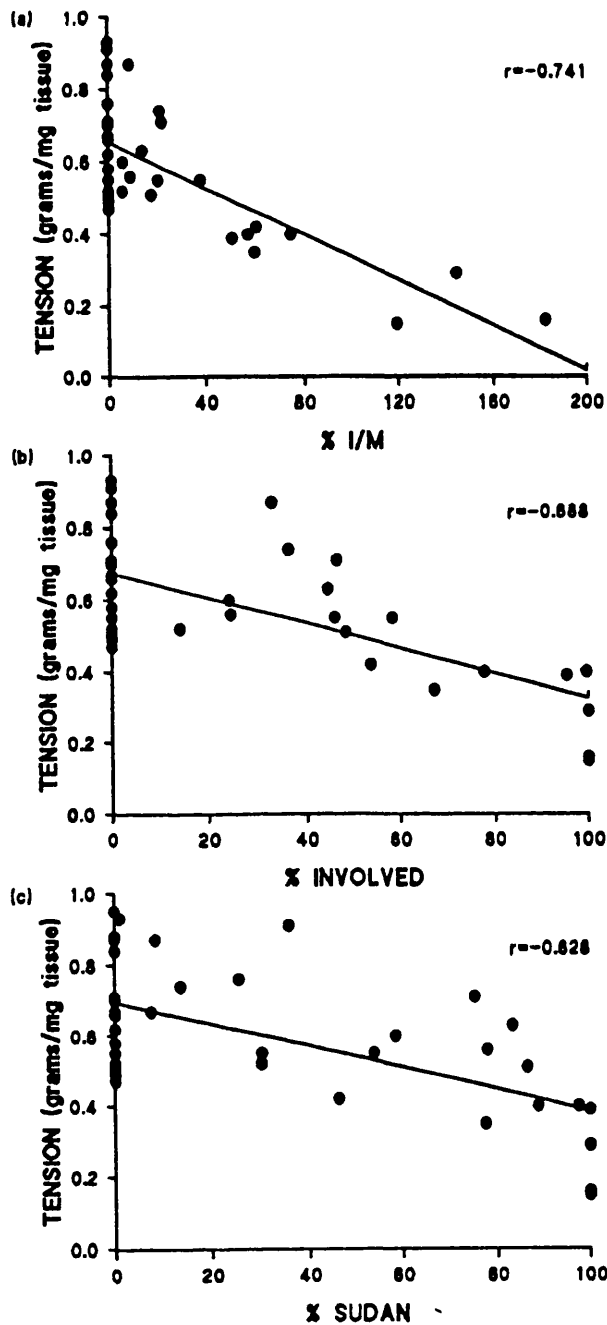 (a)
1.0
0.8
0.6
0.4
0.2
0.0
TENSION (grams/mg tissue)
r=-0.741
0 40 80 120 160 200
% I/M
(b)
1.0
0.8
0.6
0.4
0.2
0.0
TENSION (grams/mg tissue)
0 20 40 60 80 100
% INVOLVED
(c)
1.0
0.8
0.6
0.4
0.2
0.0
TENSION (grams/mg tissue)
0 20 40 60 80 100
% SUDAN